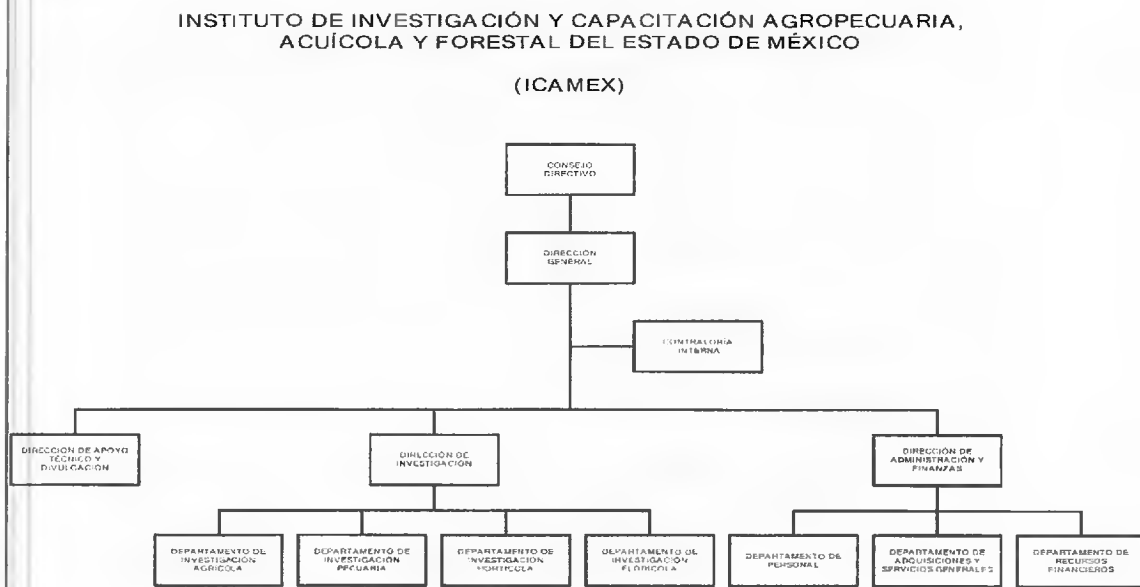 INSTITUTO DE INVESTIGACIÓN Y CAPACITACIÓN AGROPECUARIA,
ACUÍCOLA Y FORESTAL DEL ESTADO DE MÉXICO
(ICAMEX)
CONSEJO
DIRECTIVO
DIRECCIÓN
GENERAL
CONTRALORÍA
INTERNA
DIRECCIÓN DE APOYO
TÉCNICO Y
DIVULGACIÓN
DIRECCIÓN DE
INVESTIGACIÓN
DIRECCIÓN DE
ADMINISTRACIÓN Y
FINANZAS
DEPARTAMENTO DE
INVESTIGACIÓN
AGRÍCOLA
DEPARTAMENTO DE
INVESTIGACIÓN
PECUARIA
DEPARTAMENTO DE
INVESTIGACIÓN
HORTÍCOLA
DEPARTAMENTO DE
INVESTIGACIÓN
FLORÍCOLA
DEPARTAMENTO DE
PERSONAL
DEPARTAMENTO DE
ADQUISICIONES Y
SERVICIOS GENERALES
DEPARTAMENTO DE
RECURSOS
FINANCIEROS